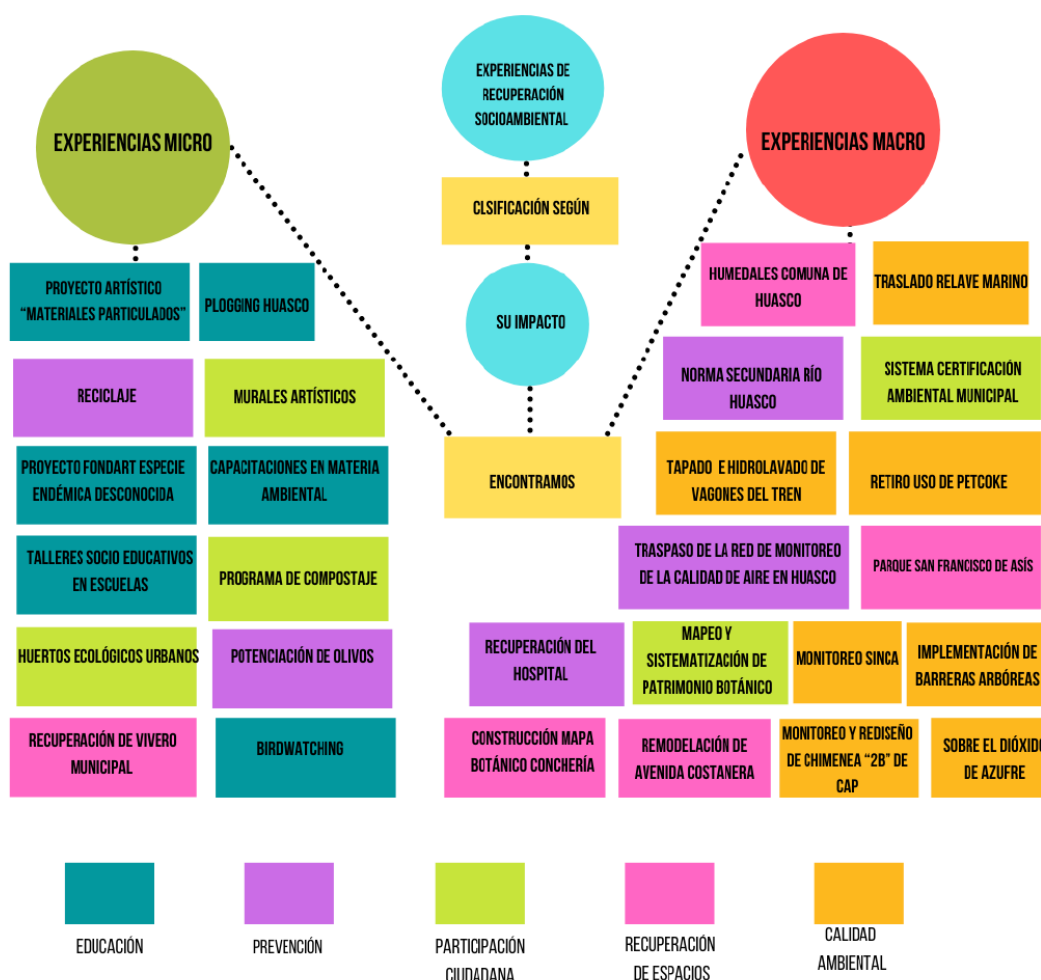 EXPERIENCIAS DE
RECUPERACIÓN
SOCIOAMBIENTAL
EXPERIENCIAS MICRO
EXPERIENCIAS MACRO
CLSIFICACIÓN SEGÚN
SU IMPACTO
ENCONTRAMOS
PROYECTO ARTÍSTICO
“MATERIALES PARTICULADOS”
PLOGGING HUASCO
RECICLAJE
MURALES ARTÍSTICOS
PROYECTO FONDART ESPECIE
ENDÉMICA DESCONOCIDA
CAPACITACIONES EN MATERIA
AMBIENTAL
TALLERES SOCIO EDUCATIVOS
EN ESCUELAS
PROGRAMA DE COMPOSTAJE
HUERTOS ECOLÓGICOS URBANOS
POTENCIACIÓN DE OLIVOS
RECUPERACIÓN DE VIVERO
MUNICIPAL
BIRDWATCHING
HUMEDALES COMUNA DE
HUASCO
TRASLADO RELAVE MARINO
NORMA SECUNDARIA RÍO
HUASCO
SISTEMA CERTIFICACIÓN
AMBIENTAL MUNICIPAL
TAPADO E HIDROLAVADO DE
VAGONES DEL TREN
RETIRO USO DE PETCOKE
TRASPASO DE LA RED DE MONITOREO
DE LA CALIDAD DE AIRE EN HUASCO
PARQUE SAN FRANCISCO DE ASÍS
RECUPERACIÓN DEL
HOSPITAL
MAPEO Y
SISTEMATIZACIÓN DE
PATRIMONIO BOTÁNICO
MONITOREO SINCA
IMPLEMENTACIÓN DE
BARRERAS ARBÓREAS
CONSTRUCCIÓN MAPA
BOTÁNICO CONCHERÍA
REMODELACIÓN DE
AVENIDA COSTANERA
MONITOREO Y REDISEÑO
DE CHIMENEA “2B” DE
CAP
SOBRE EL DIÓXIDO
DE AZUFRE
EDUCACIÓN
PREVENCIÓN
PARTICIPACIÓN
CIUDADANA
RECUPERACIÓN
DE ESPACIOS
CALIDAD
AMBIENTAL